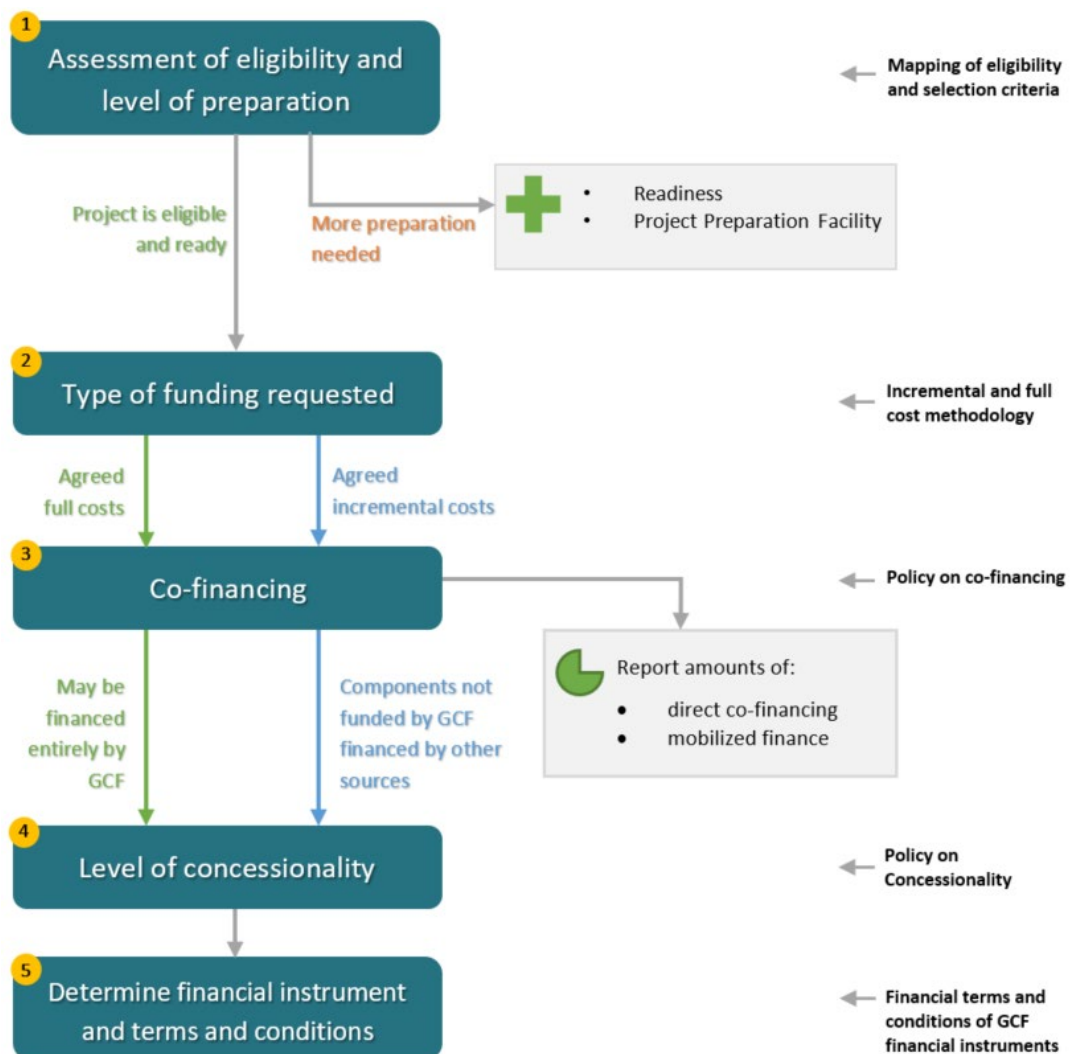 1
Assessment of eligibility and
level of preparation
Mapping of eligibility
and selection criteria
Project is eligible
and ready
More preparation
needed
• Readiness
• Project Preparation Facility
2
Type of funding requested
Incremental and full
cost methodology
Agreed
full costs
Agreed
incremental costs
3
Co-financing
Policy on co-financing
May be
financed
entirely by
GCF
Components not
funded by GCF
financed by other
sources
Report amounts of:
• direct co-financing
• mobilized finance
4
Level of concessionality
Policy on
Concessionality
5
Determine financial instrument
and terms and conditions
Financial terms and
conditions of GCF
financial instruments